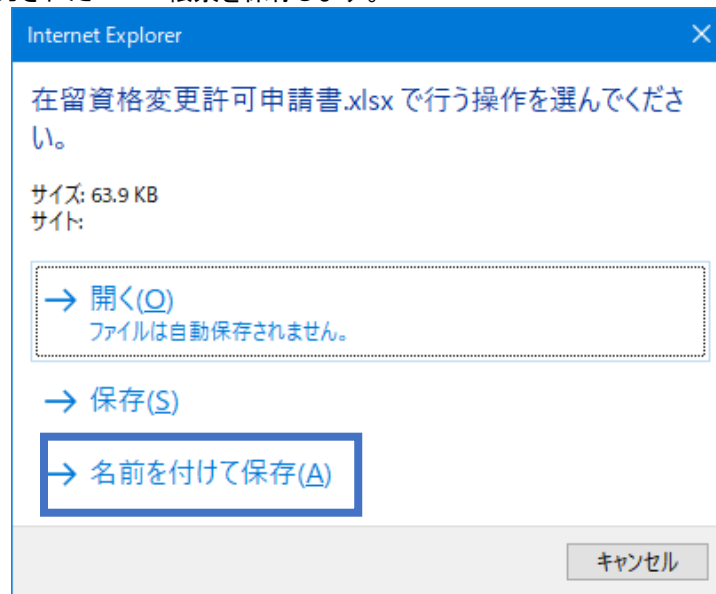 Internet Explorer
在留資格変更許可申請書.xlsx で行う操作を選んでくださ
い。
サイズ: 63.9 KB
サイト:
→ 開く(O)
ファイルは自動保存されません。
→ 保存(S)
→ 名前を付けて保存(A)
キャンセル